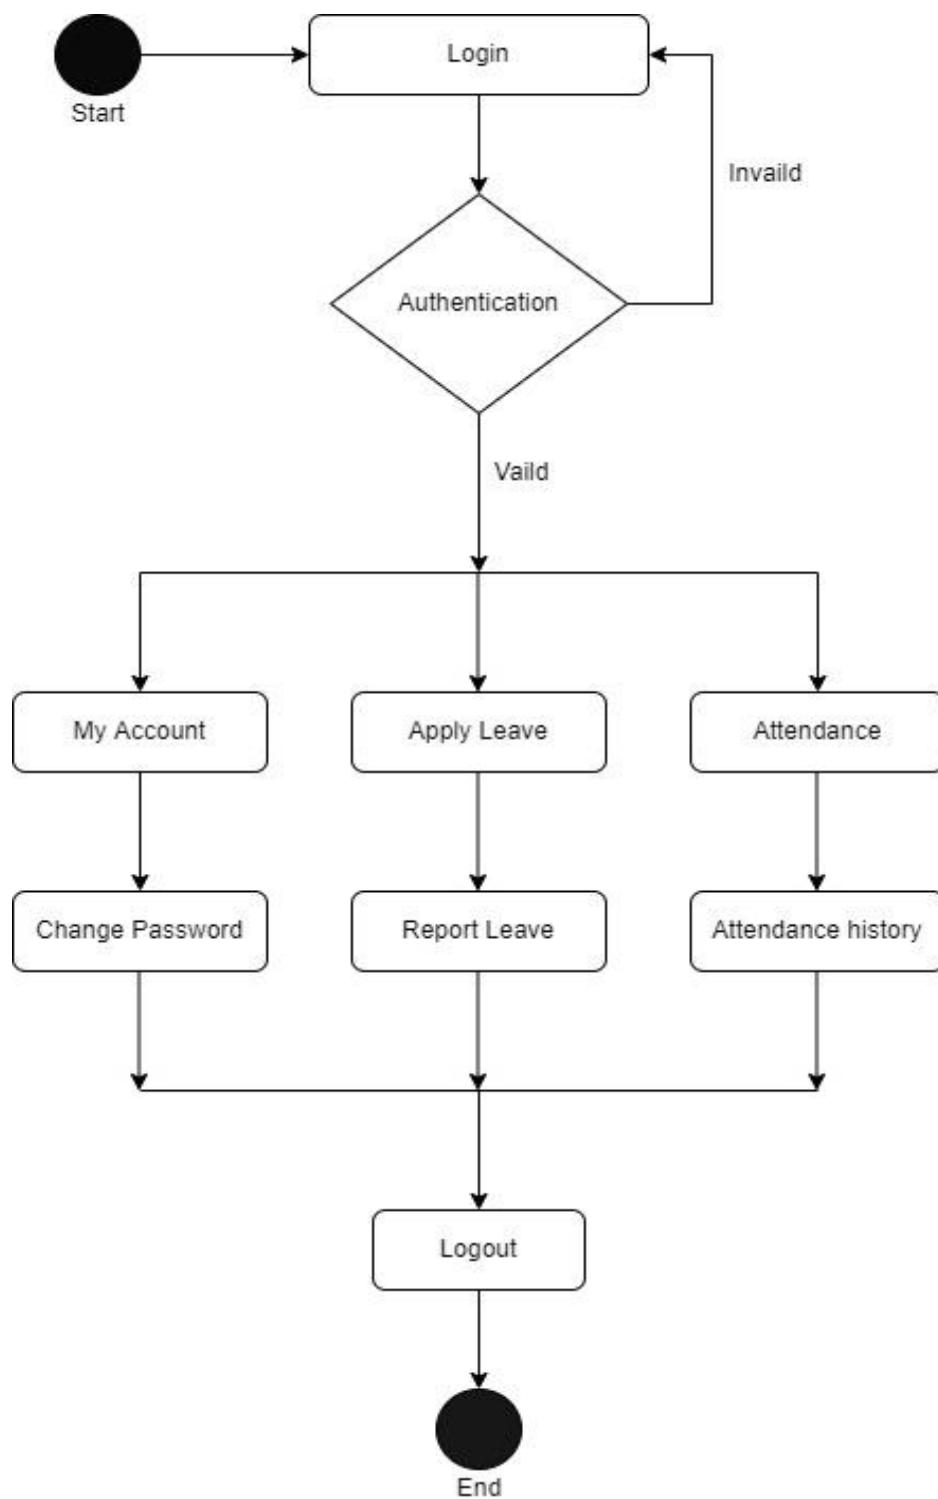 Login
Start
Invaild
Authentication
Vaild
My Account
Apply Leave
Attendance
Change Password
Report Leave
Attendance history
Logout
End